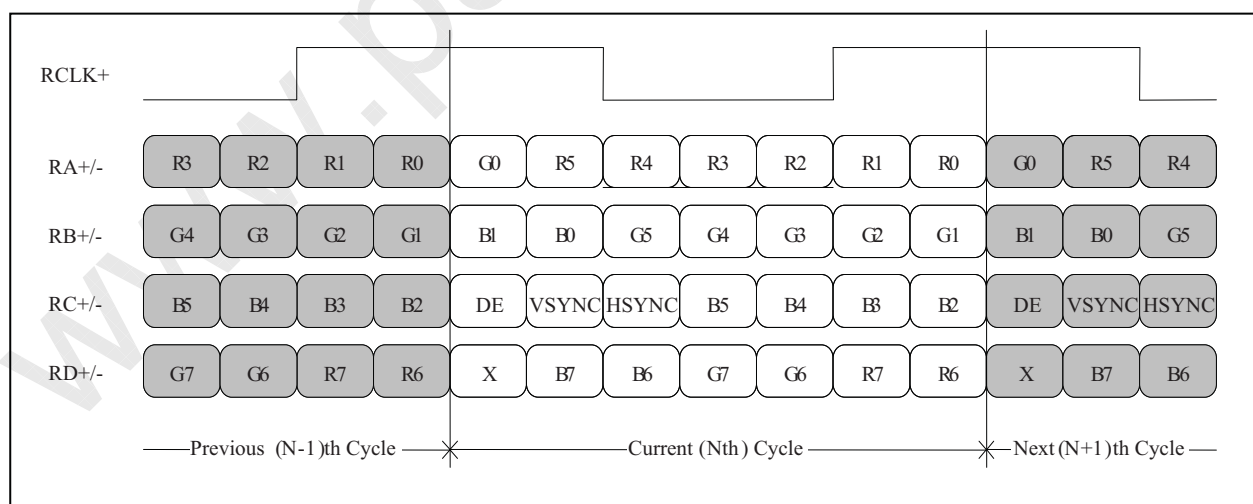 RCLK+
RA+/- R3 R2 R1 R0 G0 R5 R4 R3 R2 R1 R0 G0 R5 R4
RB+/- G4 G3 G2 G1 B1 B0 G5 G4 G3 G2 G1 B1 B0 G5
RC+/- B5 B4 B3 B2 DE VSYNC HSYNC B5 B4 B3 B2 DE VSYNC HSYNC
RD+/- G7 G6 R7 R6 X B7 B6 G7 G6 R7 R6 X B7 B6
Previous (N-1)th Cycle Current (Nth) Cycle Next (N+1)th Cycle